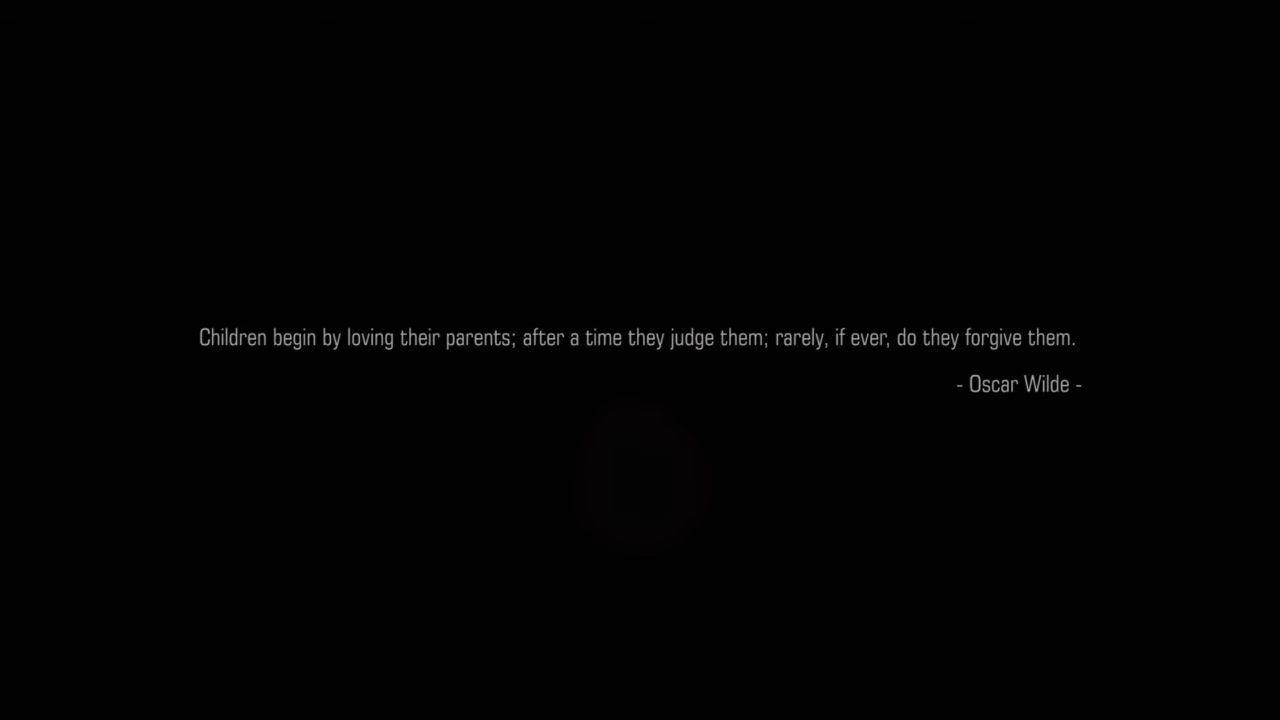 Children begin by loving their parents; after a time they judge them; rarely, if ever, do they forgive them.
- Oscar Wilde -